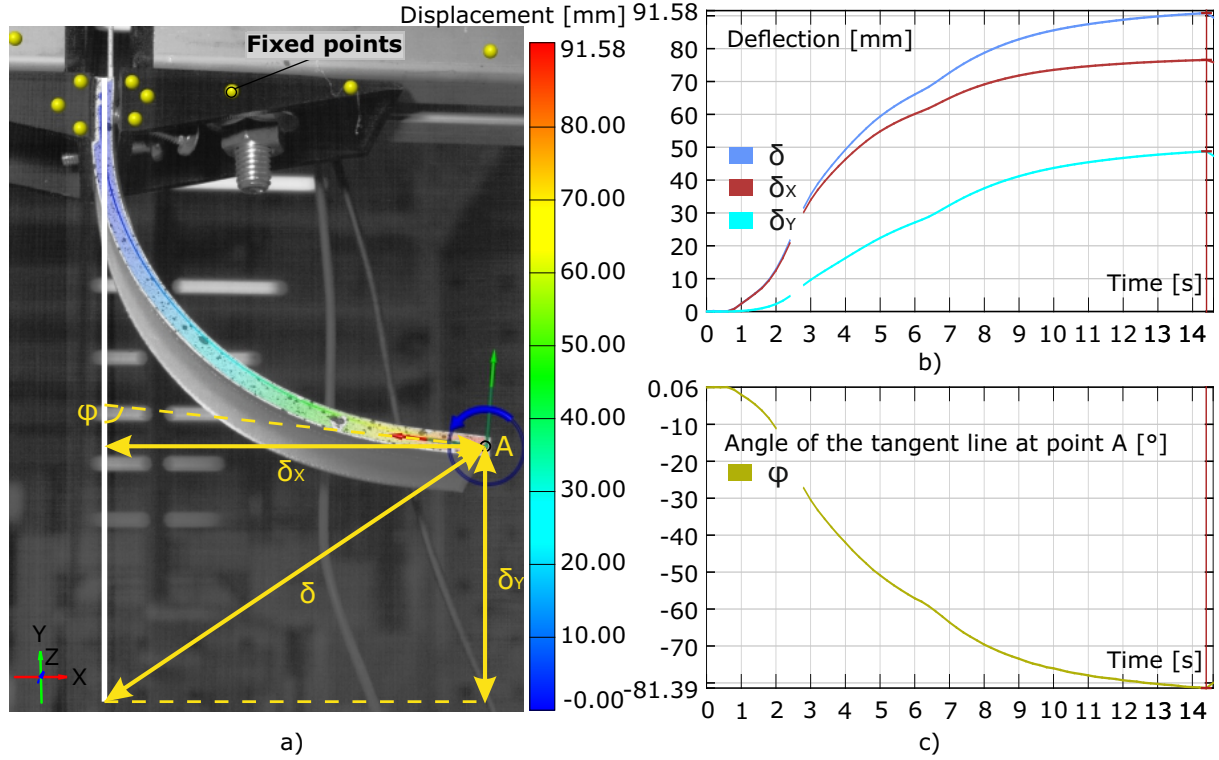 Displacement [mm]
91.58
80.00
70.00
60.00
50.00
40.00
30.00
20.00
10.00
-0.00
Fixed points
φ
A
δX
δ
δY
Y
Z
X
a)
91.58
80
70
60
50
40
30
20
10
0
Deflection [mm]
δ
δX
δY
Time [s]
0 1 2 3 4 5 6 7 8 9 10 11 12 13 14
b)
0.06
-10
-20
-30
-40
-50
-60
-70
-81.39
Angle of the tangent line at point A [°]
φ
Time [s]
0 1 2 3 4 5 6 7 8 9 10 11 12 13 14
c)